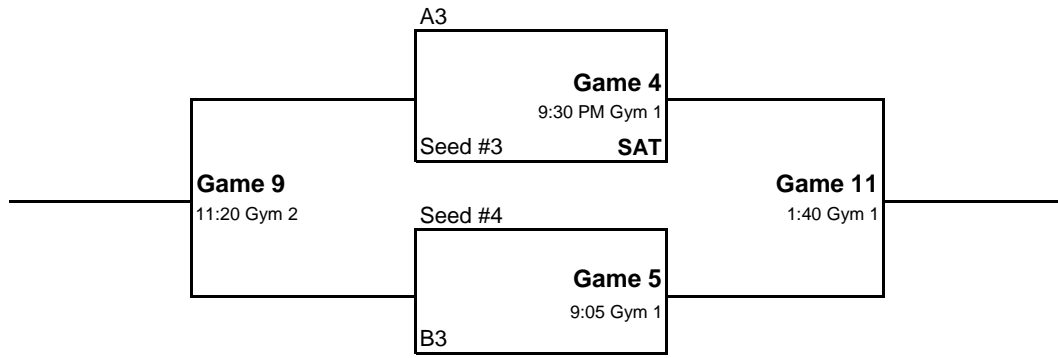 A3
Game 4
9:30 PM Gym 1
Seed #3 SAT
Game 9
11:20 Gym 2
Game 11
1:40 Gym 1
Seed #4
Game 5
9:05 Gym 1
B3